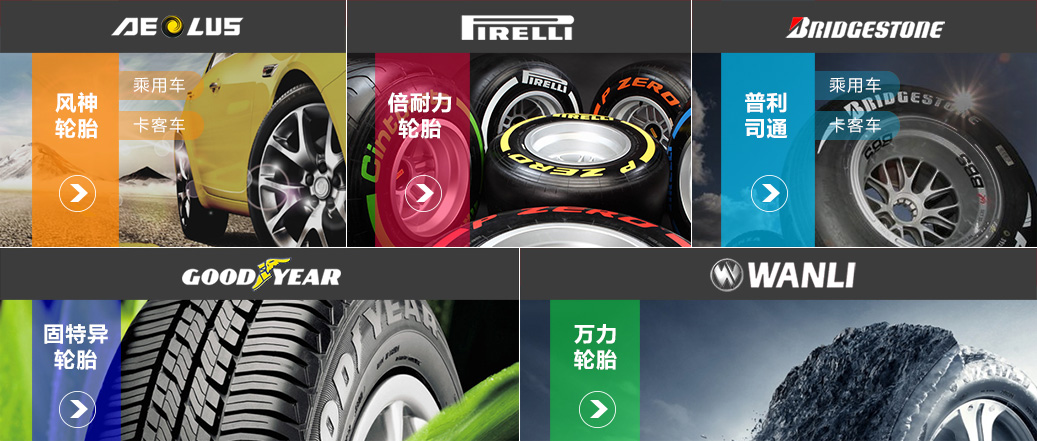 AEOLUS
风神
轮胎
乘用车
卡客车
PIRELLI
倍耐力
轮胎
PIRELLI
P ZERO
PIRELLI
P ZERO
P ZERO
Cintu
BRIDGESTONE
普利
司通
乘用车
卡客车
BRIDGESTONE
GOODYEAR
固特异
轮胎
WANLI
万力
轮胎